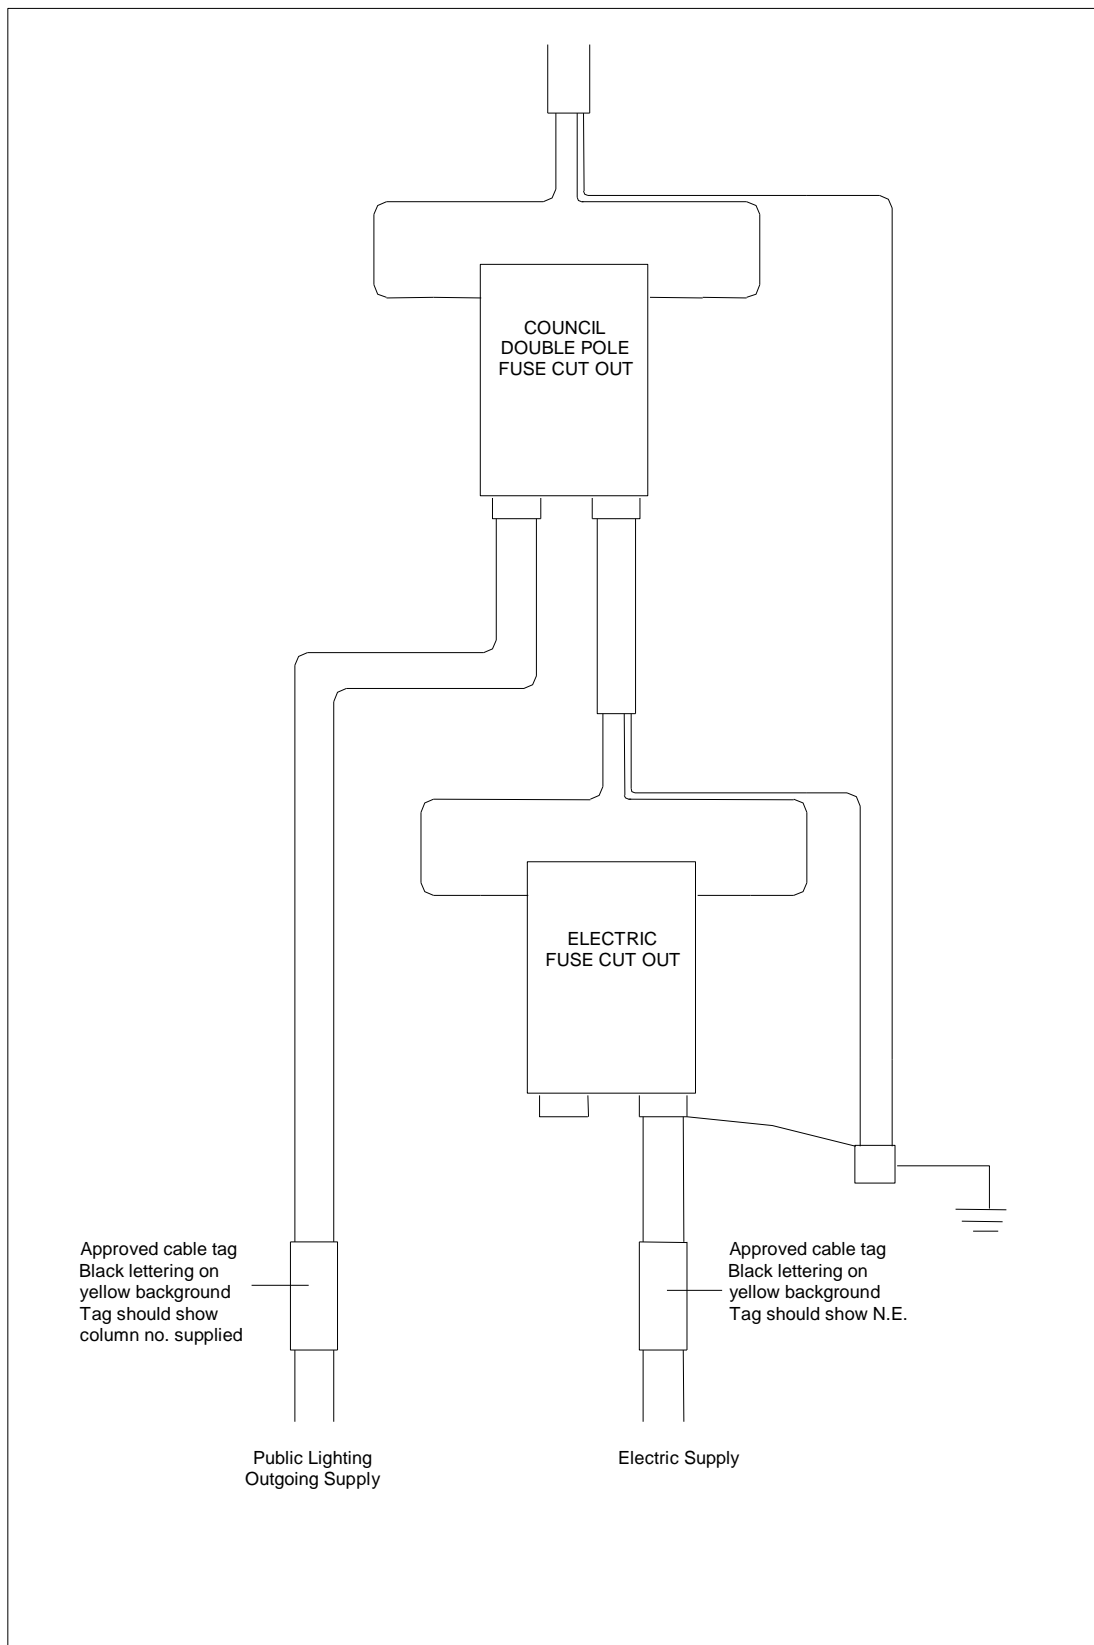 COUNCIL
DOUBLE POLE
FUSE CUT OUT
ELECTRIC
FUSE CUT OUT
Approved cable tag
Black lettering on
yellow background
Tag should show
column no. supplied
Approved cable tag
Black lettering on
yellow background
Tag should show N.E.
Public Lighting
Outgoing Supply
Electric Supply